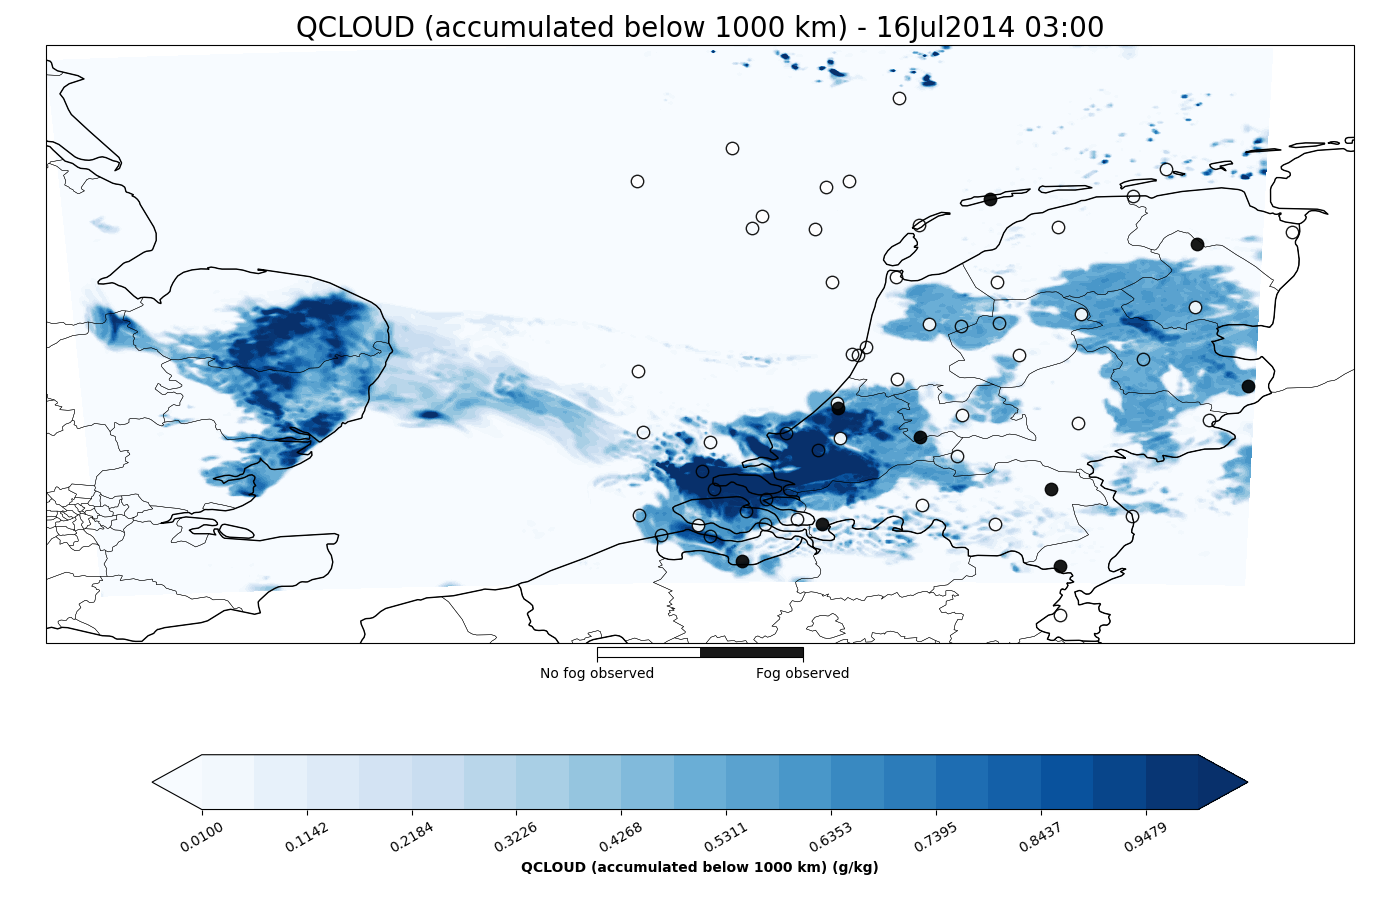 QCLOUD (accumulated below 1000 km) - 16Jul2014 03:00
No fog observed
Fog observed
0.0100
0.1142
0.2184
0.3226
0.4268
0.5311
0.6353
0.7395
0.8437
0.9479
QCLOUD (accumulated below 1000 km) (g/kg)